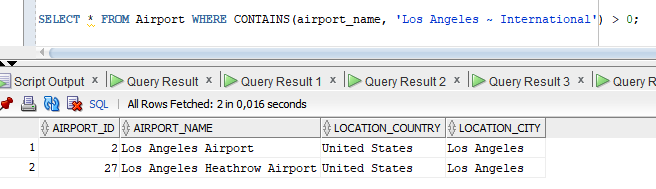 SELECT * FROM Airport WHERE CONTAINS(airport_name, 'Los Angeles ~ International') > 0;
Script Output x Query Result x Query Result 1 x Query Result 2 x Query Result 3 x Query R
SQL | All Rows Fetched: 2 in 0,016 seconds
AIRPORT_ID AIRPORT_NAME LOCATION_COUNTRY LOCATION_CITY
1 2 Los Angeles Airport United States Los Angeles
2 27 Los Angeles Heathrow Airport United States Los Angeles